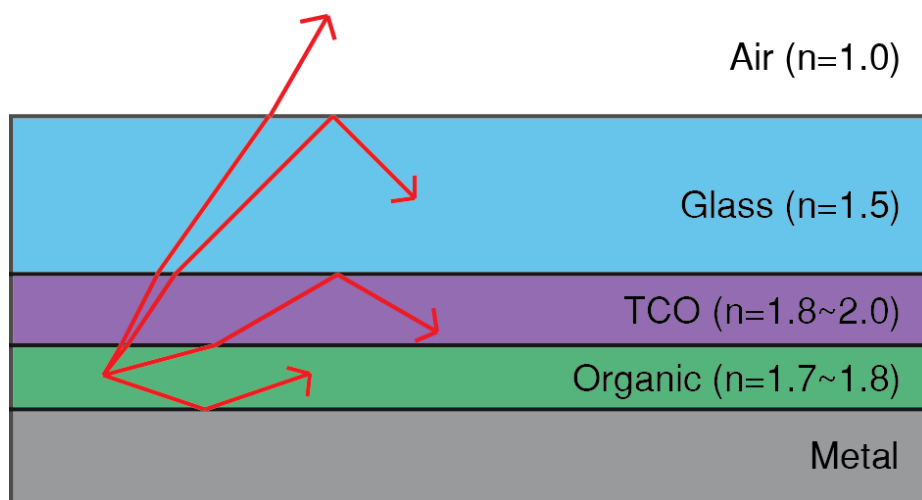 Air (n=1.0)
Glass (n=1.5)
TCO (n=1.8~2.0)
Organic (n=1.7~1.8)
Metal